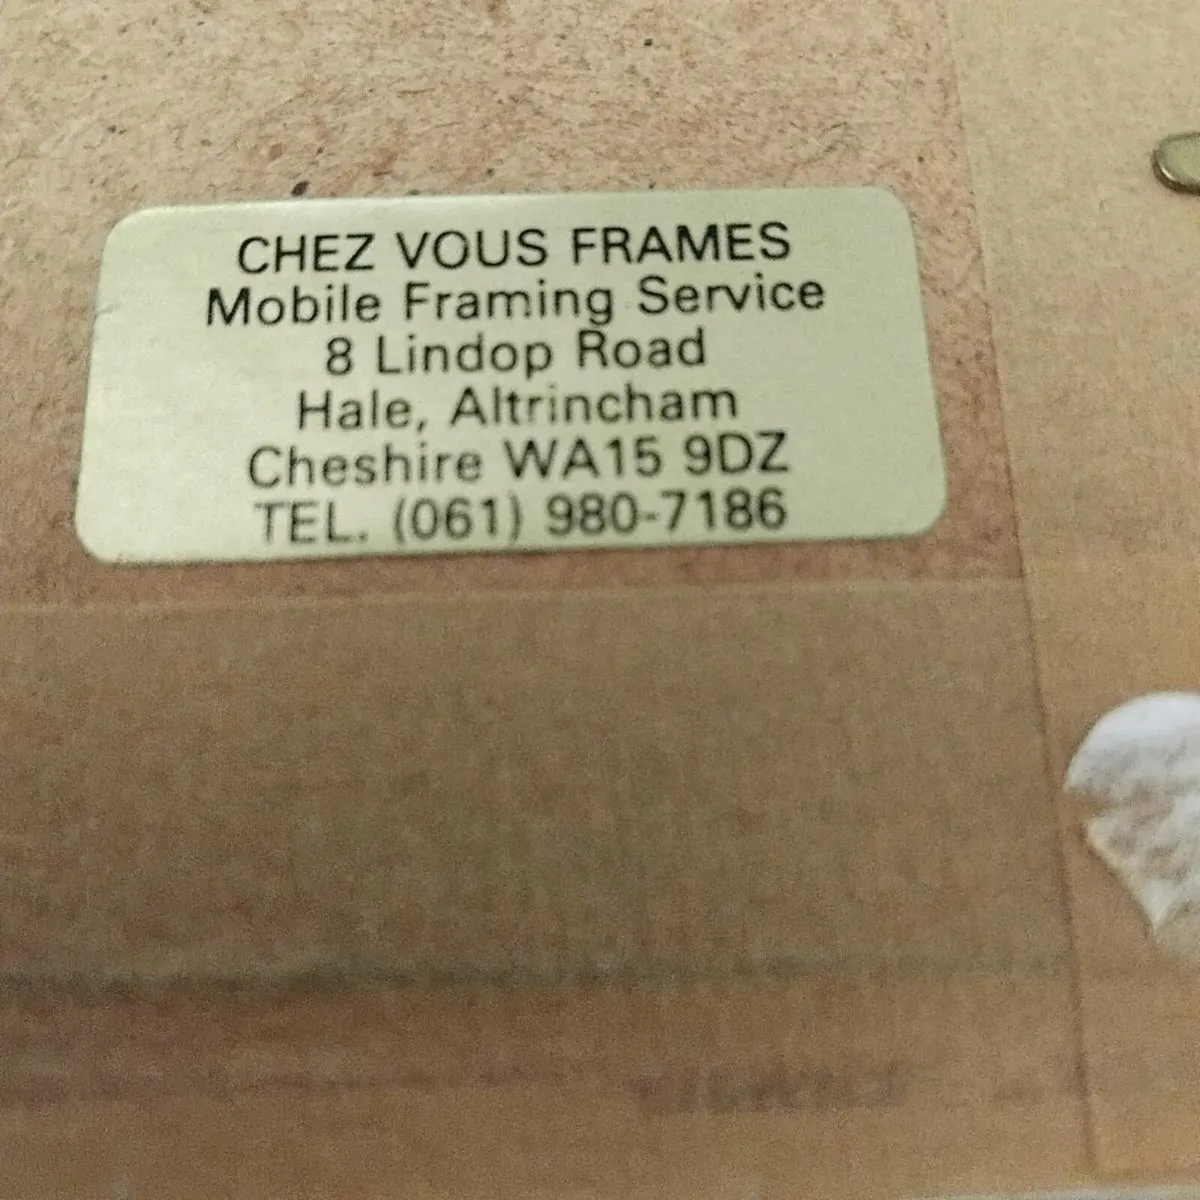 CHEZ VOUS FRAMES
Mobile Framing Service
8 Lindop Road
Hale, Altrincham
Cheshire WA15 9DZ
TEL. (061) 980-7186